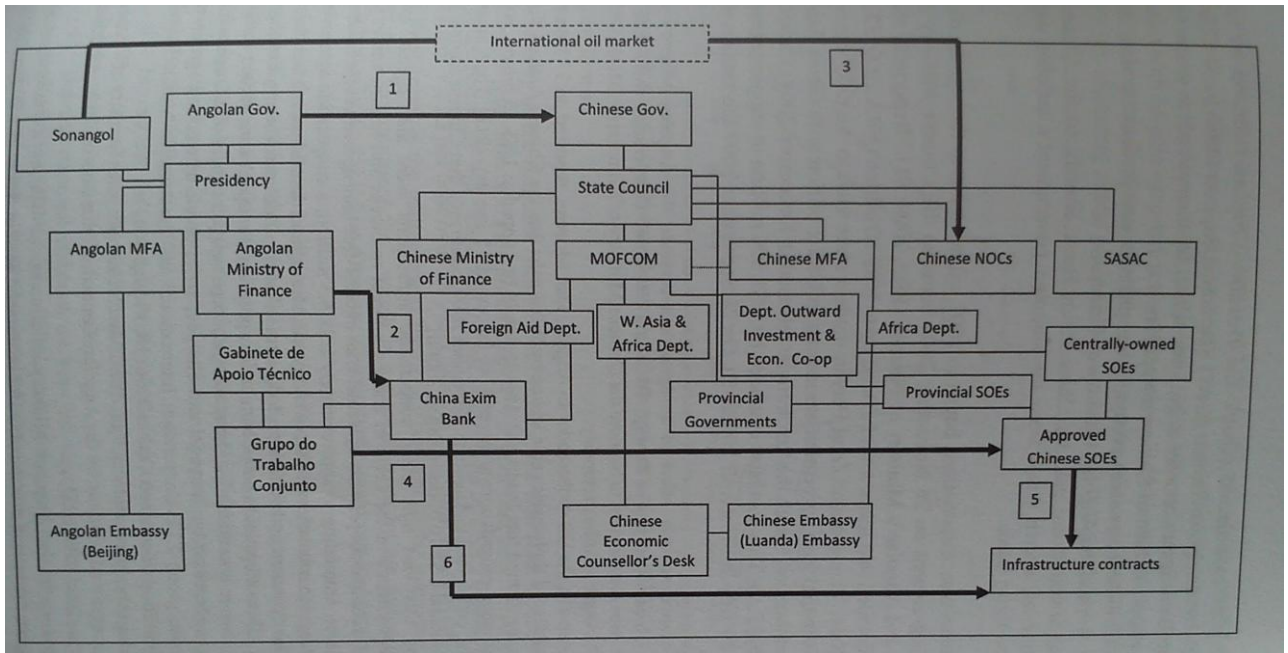 International oil market
1
3
Angolan Gov.
Chinese Gov.
Sonangol
Presidency
State Council
Angolan MFA
Angolan
Ministry of
Finance
Chinese Ministry
of Finance
MOFCOM
Chinese MFA
Chinese NOCs
SASAC
2
Foreign Aid Dept.
W. Asia &
Africa Dept.
Dept. Outward
Investment &
Econ. Co-op
Africa Dept.
Centrally-owned
SOEs
Gabinete de
Apoio Técnico
China Exim
Bank
Provincial
Governments
Provincial SOEs
Grupo do
Trabalho
Conjunto
Approved
Chinese SOEs
4
5
Angolan Embassy
(Beijing)
Chinese
Economic
Counsellor's Desk
Chinese Embassy
(Luanda) Embassy
6
Infrastructure contracts